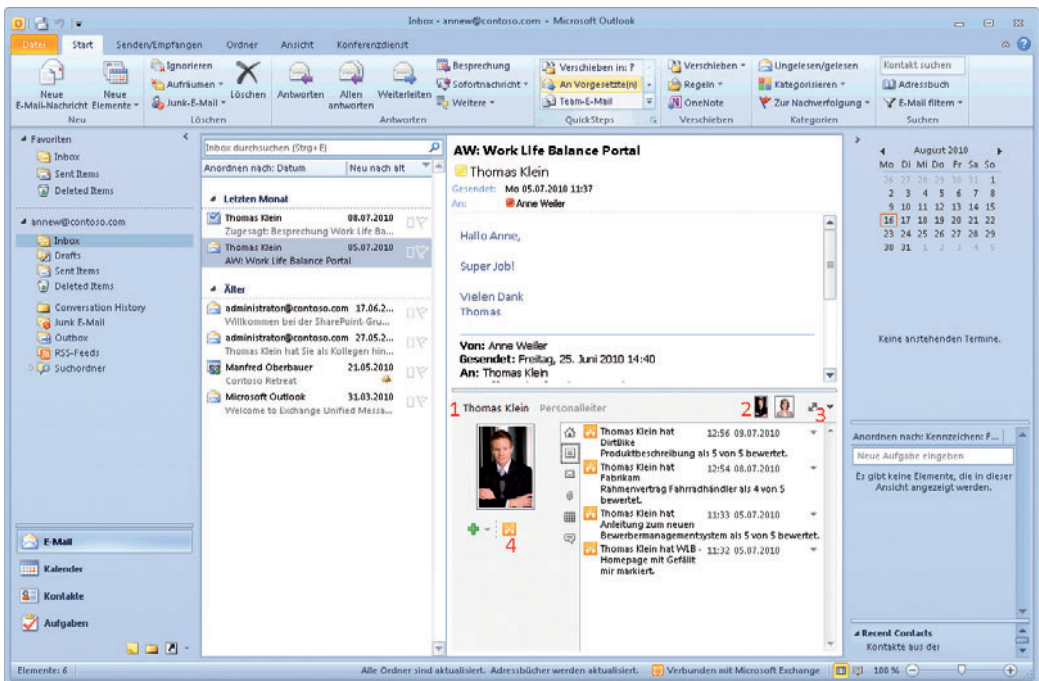 Inbox - annew@contoso.com - Microsoft Outlook
Datei Start Senden/Empfangen Ordner Ansicht Konferenzdienst
Neue E-Mail-Nachricht
Neue Elemente
Neu
Ignorieren
Aufräumen
Junk-E-Mail
Löschen
Löschen
Antworten
Allen antworten
Weiterleiten
Besprechung
Sofortnachricht
Weitere
Antworten
Verschieben in: ?
An Vorgesetzte(n)
Team-E-Mail
QuickSteps
Verschieben
Regeln
OneNote
Verschieben
Ungelesen/gelesen
Kategorisieren
Zur Nachverfolgung
Kategorien
Kontakt suchen
Adressbuch
E-Mail filtern
Suchen
Favoriten
Inbox
Sent Items
Deleted Items
annew@contoso.com
Inbox
Drafts
Sent Items
Deleted Items
Conversation History
Junk E-Mail
Outbox
RSS-Feeds
Suchordner
E-Mail
Kalender
Kontakte
Aufgaben
Inbox durchsuchen (Strg+E)
Anordnen nach: Datum Neu nach alt
Letzten Monat
Thomas Klein 08.07.2010
Zugesagt: Besprechung Work Life Ba...
Thomas Klein 05.07.2010
AW: Work Life Balance Portal
Älter
administrator@contoso.com 17.06.2...
Willkommen bei der SharePoint-Gru...
administrator@contoso.com 27.05.2...
Thomas Klein hat Sie als Kollegen hin...
Manfred Oberbauer 21.05.2010
Contoso Retreat
Microsoft Outlook 31.03.2010
Welcome to Exchange Unified Messa...
AW: Work Life Balance Portal
Thomas Klein
Gesendet: Mo 05.07.2010 11:37
An: Anne Weiler
Hallo Anne,
Super Job!
Vielen Dank
Thomas
Von: Anne Weiler
Gesendet: Freitag, 25. Juni 2010 14:40
An: Thomas Klein
1 Thomas Klein Personalleiter 2 3
4
Thomas Klein hat 12:56 09.07.2010
DirtBike
Produktbeschreibung als 5 von 5 bewertet.
Thomas Klein hat 12:54 08.07.2010
Fabrikam
Rahmenvertrag Fahrradhändler als 4 von 5
bewertet.
Thomas Klein hat 11:33 05.07.2010
Anleitung zum neuen
Bewerbermanagementsystem als 5 von 5 bewertet.
Thomas Klein hat WLB - 11:32 05.07.2010
Homepage mit Gefällt
mir markiert.
August 2010
Mo Di Mi Do Fr Sa So
26 27 28 29 30 31 1
2 3 4 5 6 7 8
9 10 11 12 13 14 15
16 17 18 19 20 21 22
23 24 25 26 27 28 29
30 31 1 2 3 4 5
Keine anstehenden Termine.
Anordnen nach: Kennzeichen: F...
Neue Aufgabe eingeben
Es gibt keine Elemente, die in dieser
Ansicht angezeigt werden.
Recent Contacts
Kontakte aus der
Elemente: 6 Alle Ordner sind aktualisiert. Adressbücher werden aktualisiert. Verbunden mit Microsoft Exchange 100 %